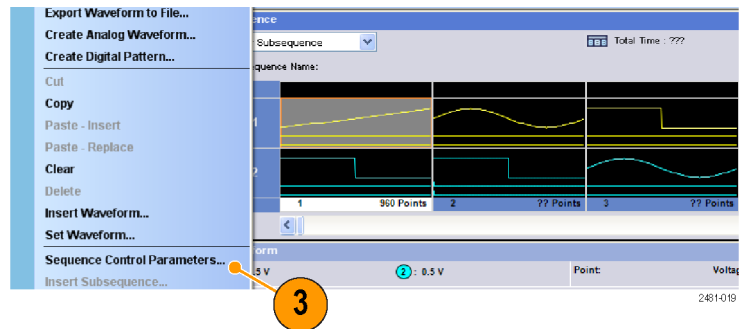 Export Waveform to File...
Create Analog Waveform...
Create Digital Pattern...
Cut
Copy
Paste - Insert
Paste - Replace
Clear
Delete
Insert Waveform...
Set Waveform...
Sequence Control Parameters...
Insert Subsequence...
ence
Subsequence
Total Time : ???
quence Name:
1
2
1 960 Points 2 ?? Points 3 ?? Points
orm
.5 V 2 : 0.5 V Point: Voltag
3
2481-019